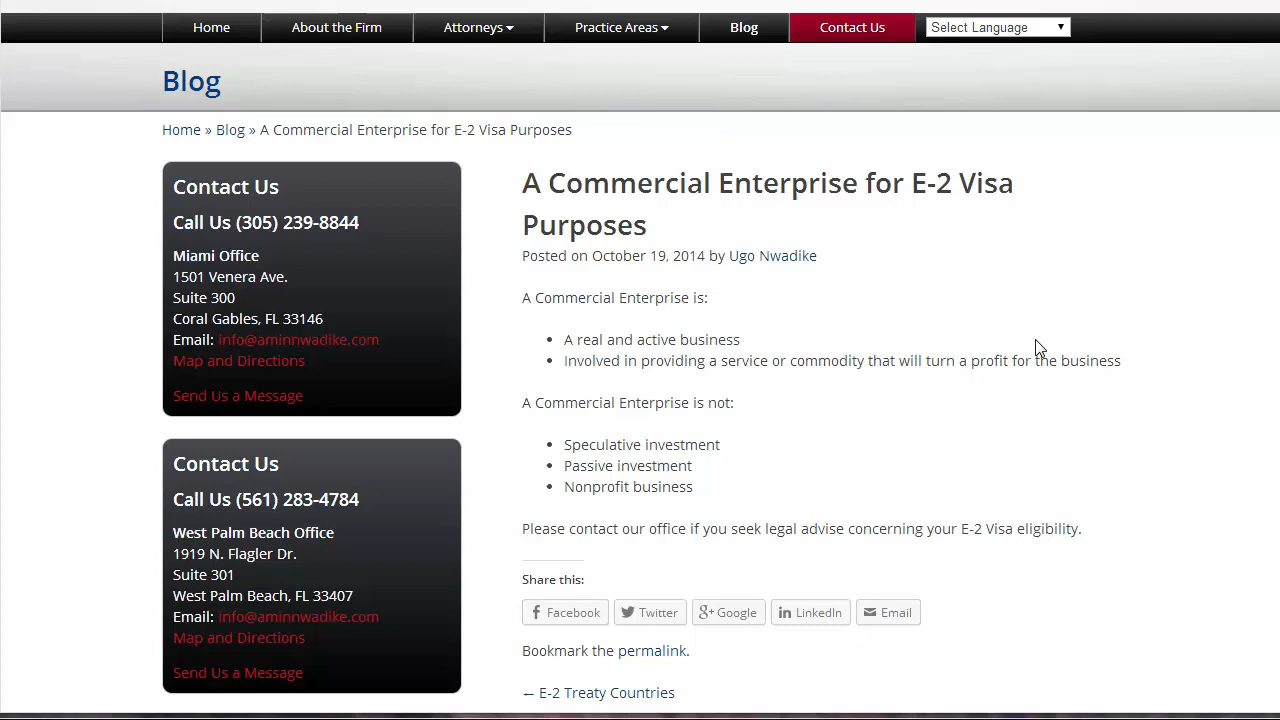 Home About the Firm Attorneys Practice Areas Blog Contact Us Select Language
Blog
Home » Blog » A Commercial Enterprise for E-2 Visa Purposes
Contact Us
Call Us (305) 239-8844
Miami Office
1501 Venera Ave.
Suite 300
Coral Gables, FL 33146
Email: info@aminnwadike.com
Map and Directions
Send Us a Message
Contact Us
Call Us (561) 283-4784
West Palm Beach Office
1919 N. Flagler Dr.
Suite 301
West Palm Beach, FL 33407
Email: info@aminnwadike.com
Map and Directions
Send Us a Message
A Commercial Enterprise for E-2 Visa
Purposes
Posted on October 19, 2014 by Ugo Nwadike
A Commercial Enterprise is:
• A real and active business
• Involved in providing a service or commodity that will turn a profit for the business
A Commercial Enterprise is not:
• Speculative investment
• Passive investment
• Nonprofit business
Please contact our office if you seek legal advise concerning your E-2 Visa eligibility.
Share this:
Facebook Twitter Google LinkedIn Email
Bookmark the permalink.
← E-2 Treaty Countries